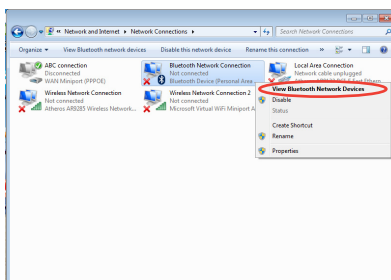 « Network and Internet ▸ Network Connections ▸
Search Network Connections
Organize ▾ View Bluetooth network devices Disable this network device Rename this connection »
ABC connection
Disconnected
WAN Miniport (PPPOE)
Bluetooth Network Connection
Not connected
Bluetooth Device (Personal Area ...
Local Area Connection
Network cable unplugged
Wireless Network Connection
Not connected
Atheros AR9285 Wireless Network...
Wireless Network Connection 2
Not connected
Microsoft Virtual WiFi Miniport A
View Bluetooth Network Devices
Disable
Status
Create Shortcut
Rename
Properties